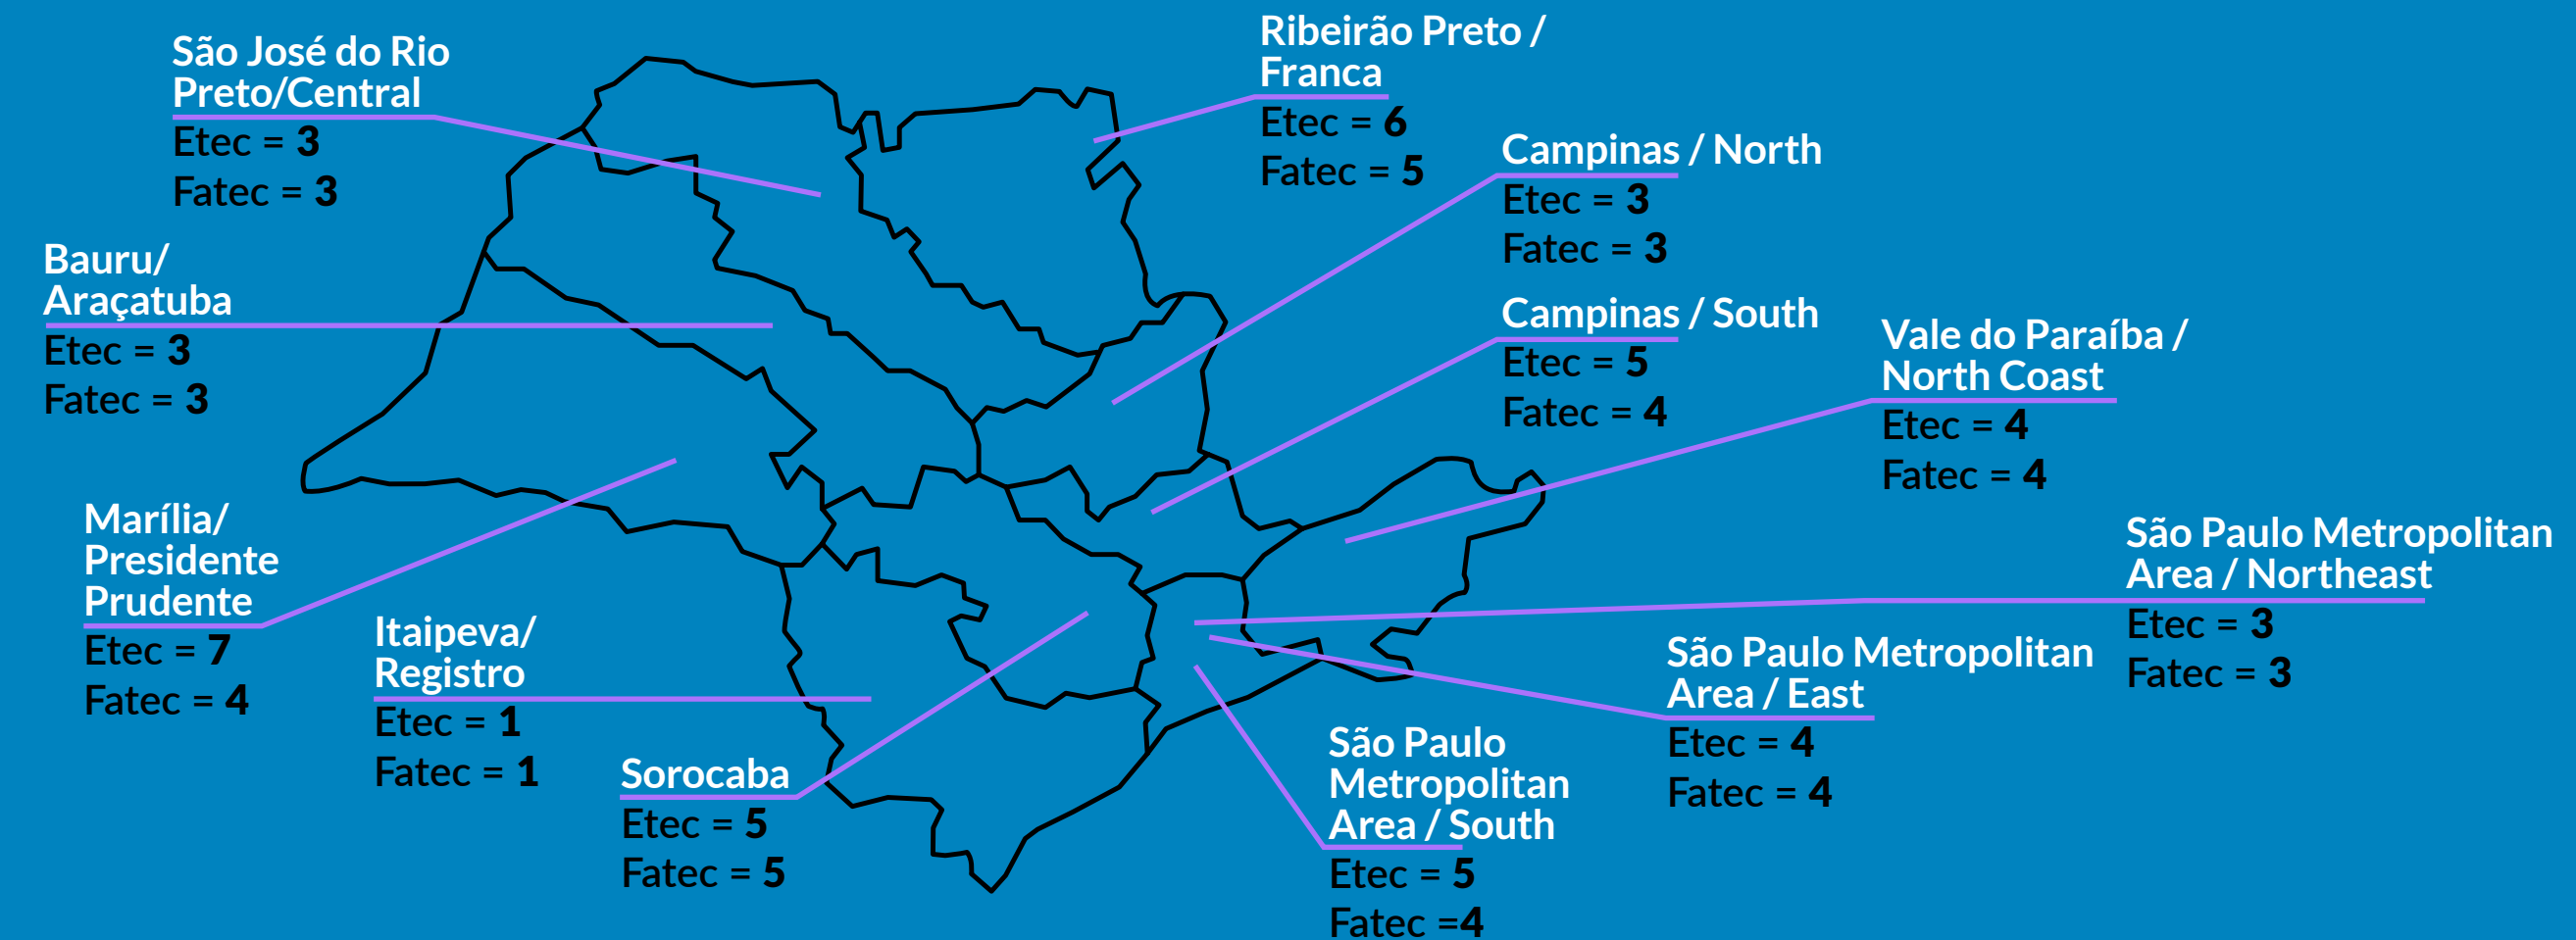 São José do Rio
Preto/Central
Etec = 3
Fatec = 3
Ribeirão Preto /
Franca
Etec = 6
Fatec = 5
Campinas / North
Etec = 3
Fatec = 3
Bauru/
Araçatuba
Etec = 3
Fatec = 3
Campinas / South
Etec = 5
Fatec = 4
Vale do Paraíba /
North Coast
Etec = 4
Fatec = 4
Marília/
Presidente
Prudente
Etec = 7
Fatec = 4
São Paulo Metropolitan
Area / Northeast
Etec = 3
Fatec = 3
Itaipeva/
Registro
Etec = 1
Fatec = 1
São Paulo Metropolitan
Area / East
Etec = 4
Fatec = 4
Sorocaba
Etec = 5
Fatec = 5
São Paulo
Metropolitan
Area / South
Etec = 5
Fatec =4